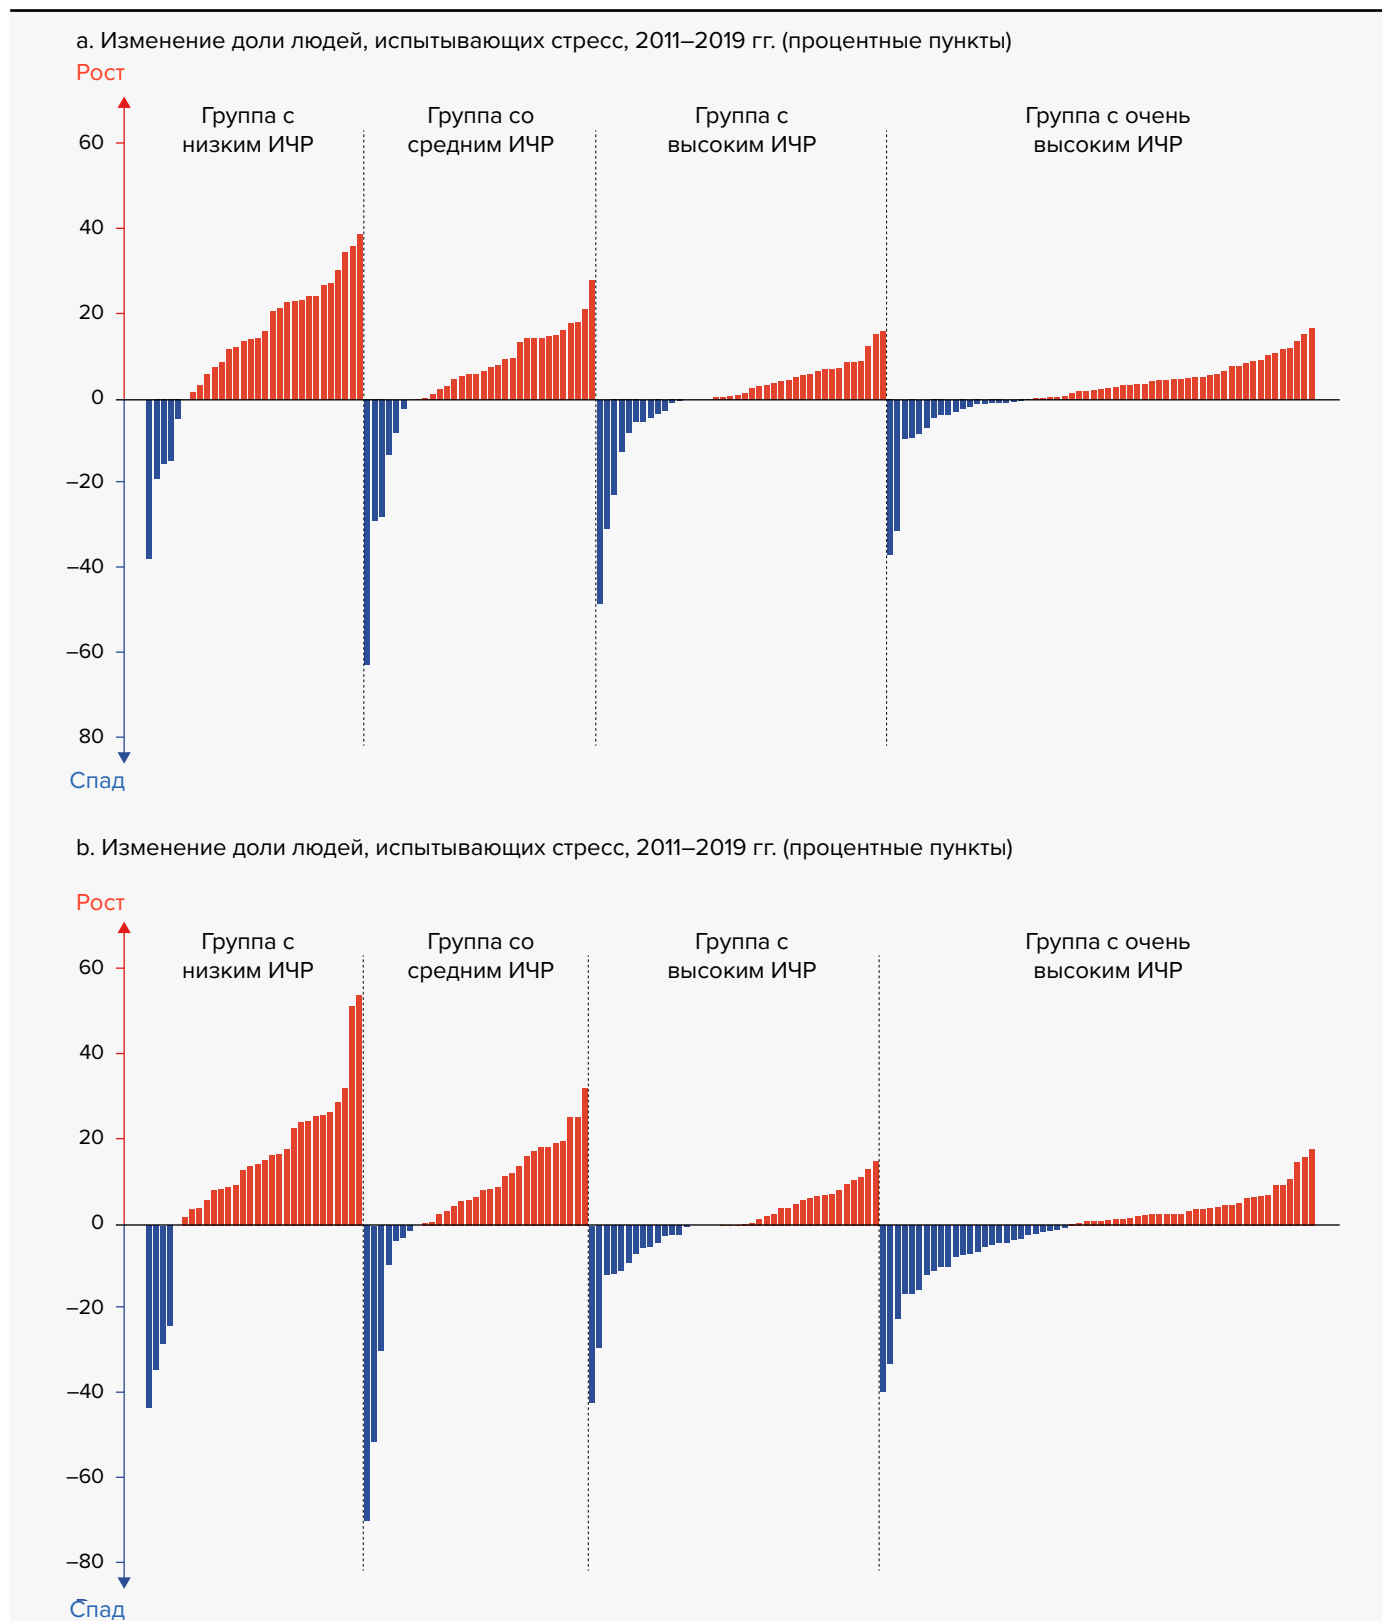 a. Изменение доли людей, испытывающих стресс, 2011–2019 гг. (процентные пункты)
Рост
Группа с
низким ИЧР
Группа со
средним ИЧР
Группа с
высоким ИЧР
Группа с очень
высоким ИЧР
60
40
20
0
–20
–40
–60
80
Спад
b. Изменение доли людей, испытывающих стресс, 2011–2019 гг. (процентные пункты)
Рост
Группа с
низким ИЧР
Группа со
средним ИЧР
Группа с
высоким ИЧР
Группа с очень
высоким ИЧР
60
40
20
0
–20
–40
–60
–80
Спад